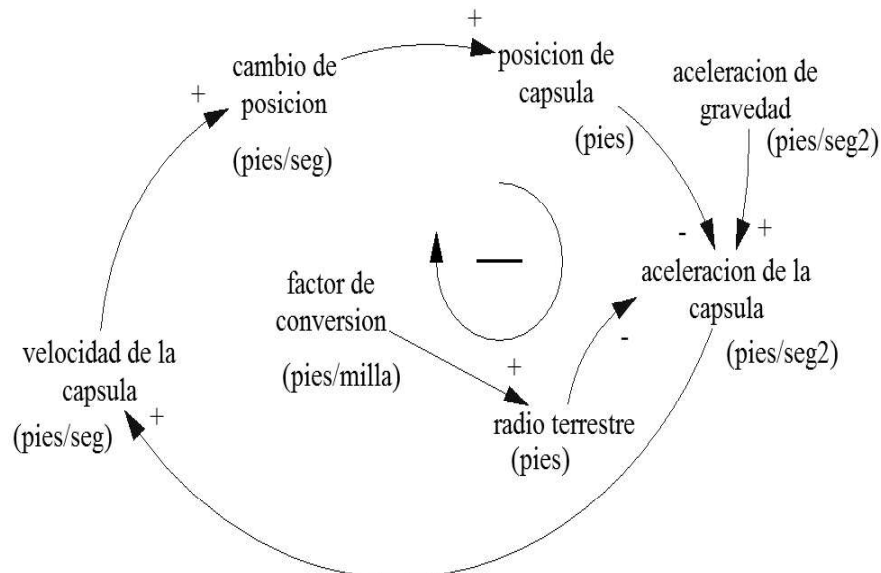 +
cambio de
posicion
(pies/seg)
+
posicion de
capsula
(pies)
aceleracion de
gravedad
(pies/seg2)
-
+
aceleracion de la
capsula
(pies/seg2)
factor de
conversion
(pies/milla)
+
-
radio terrestre
(pies)
velocidad de la
capsula
(pies/seg)
+